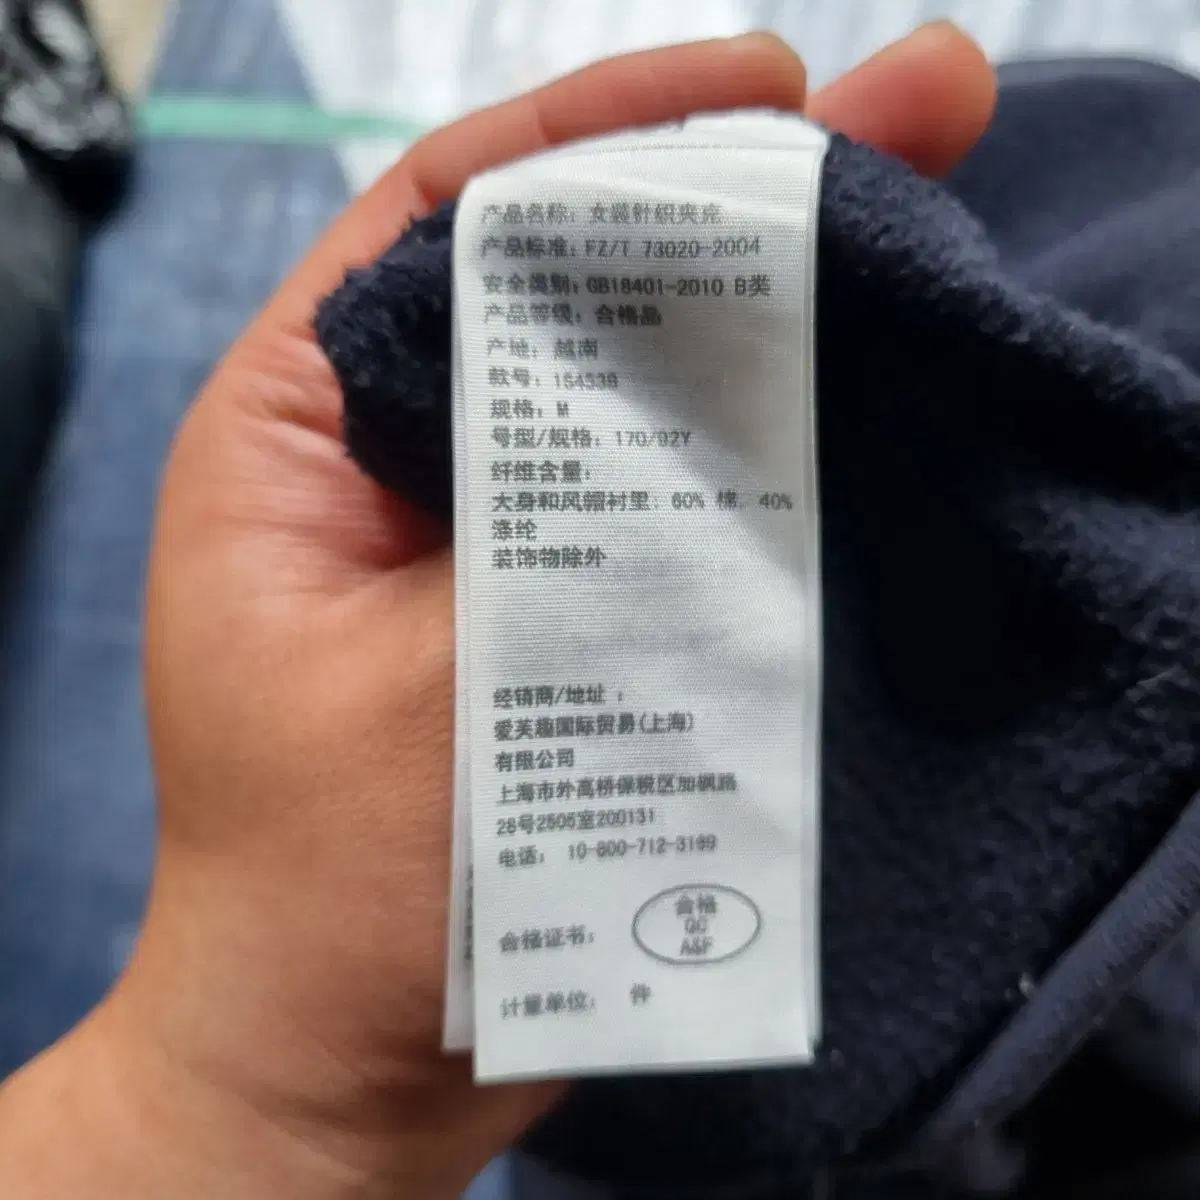 产品名称: 女装针织夹克
产品标准: FZ/T 73020-2004
安全类别: GB18401-2010 B类
产品等级: 合格品
产地: 越南
款号: 154339
规格: M
号型/规格: 170/92Y
纤维含量:
大身和风帽衬里: 60% 棉, 40%
涤纶
装饰物除外
经销商/地址 :
爱芙趣国际贸易(上海)
有限公司
上海市外高桥保税区加枫路
28号2505室200131
电话: 10-800-712-3189
合格证书:
合格
QC
A&F
计量单位: 件